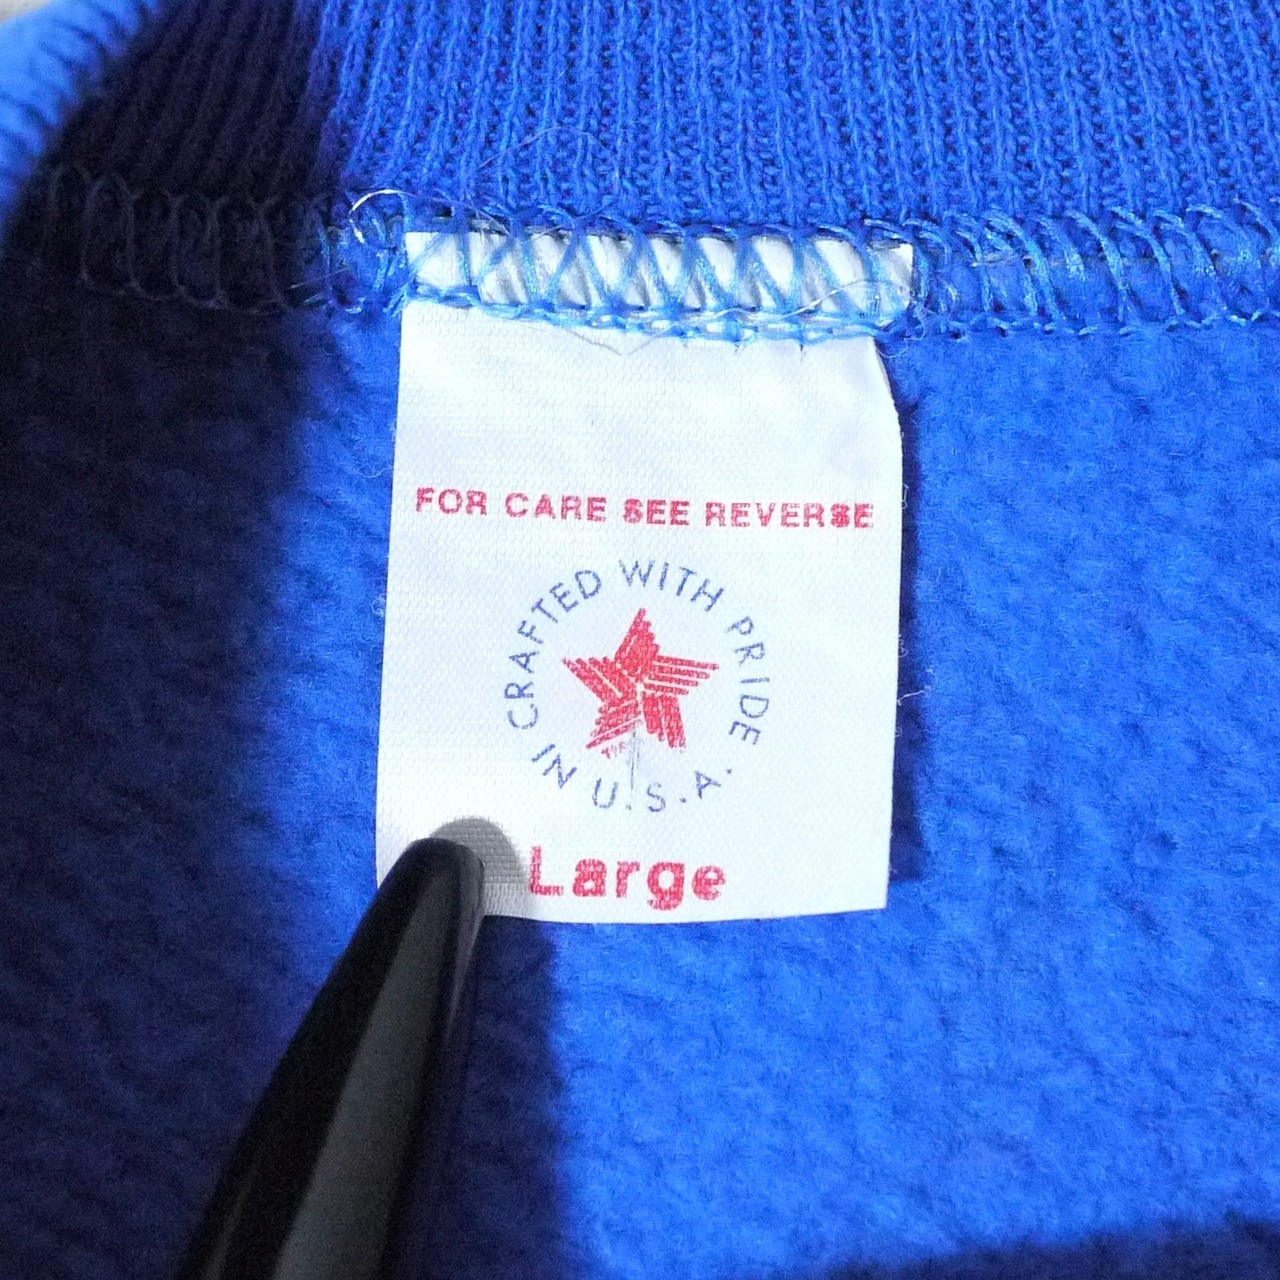 FOR CARE SEE REVERSE
CRAFTED WITH PRIDE
IN U.S.A.
Large